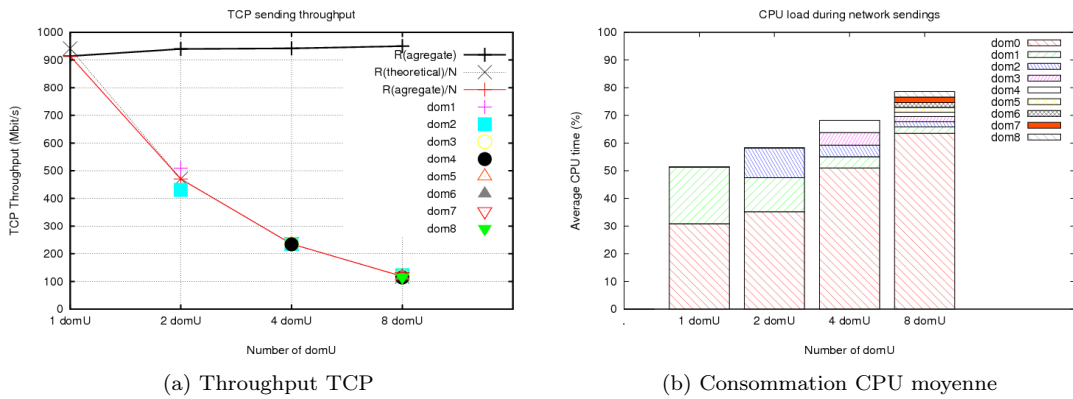 TCP sending throughput
TCP Throughput (Mbit/s)
1000
900
800
700
600
500
400
300
200
100
0
1 domU
2 domU
4 domU
8 domU
Number of domU
R(agregate)
R(theoretical)/N
R(agregate)/N
dom1
dom2
dom3
dom4
dom5
dom6
dom7
dom8
(a) Throughput TCP
CPU load during network sendings
Average CPU time (%)
100
90
80
70
60
50
40
30
20
10
0
.
1 domU
2 domU
4 domU
8 domU
.
Number of domU
dom0
dom1
dom2
dom3
dom4
dom5
dom6
dom7
dom8
(b) Consommation CPU moyenne